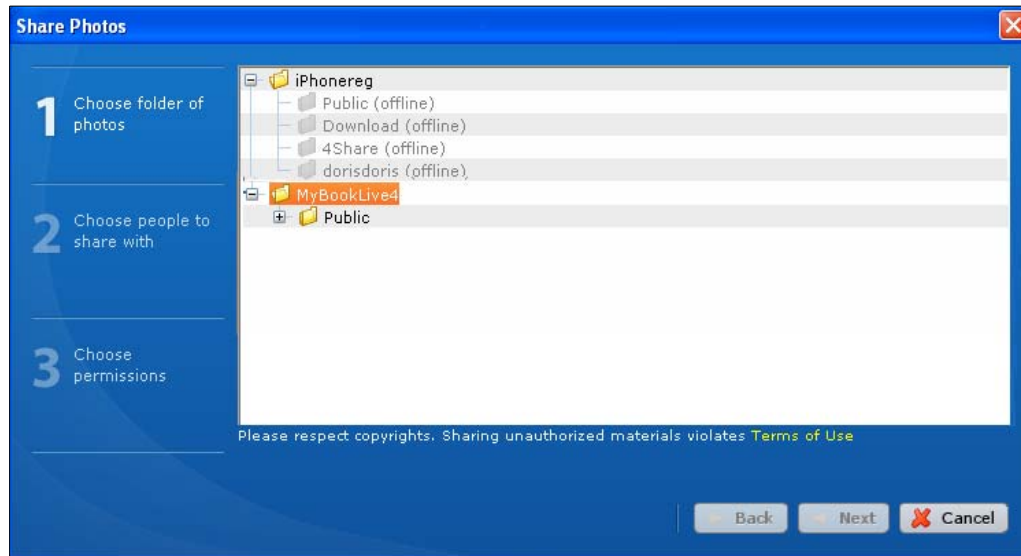 Share Photos
1 Choose folder of
photos
2 Choose people to
share with
3 Choose
permissions
iPhonereg
Public (offline)
Download (offline)
4Share (offline)
dorisdoris (offline)
MyBookLive4
Public
Please respect copyrights. Sharing unauthorized materials violates Terms of Use
Back Next Cancel